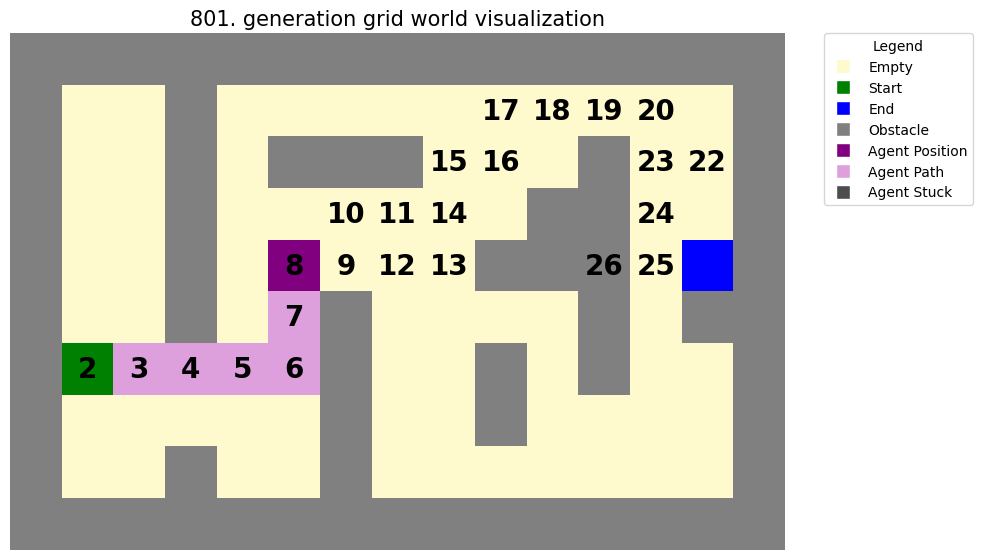 801. generation grid world visualization
Legend
Empty
Start
End
Obstacle
Agent Position
Agent Path
Agent Stuck
17 18 19 20
15 16 23 22
10 11 14 24
8 9 12 13 26 25
7
2 3 4 5 6